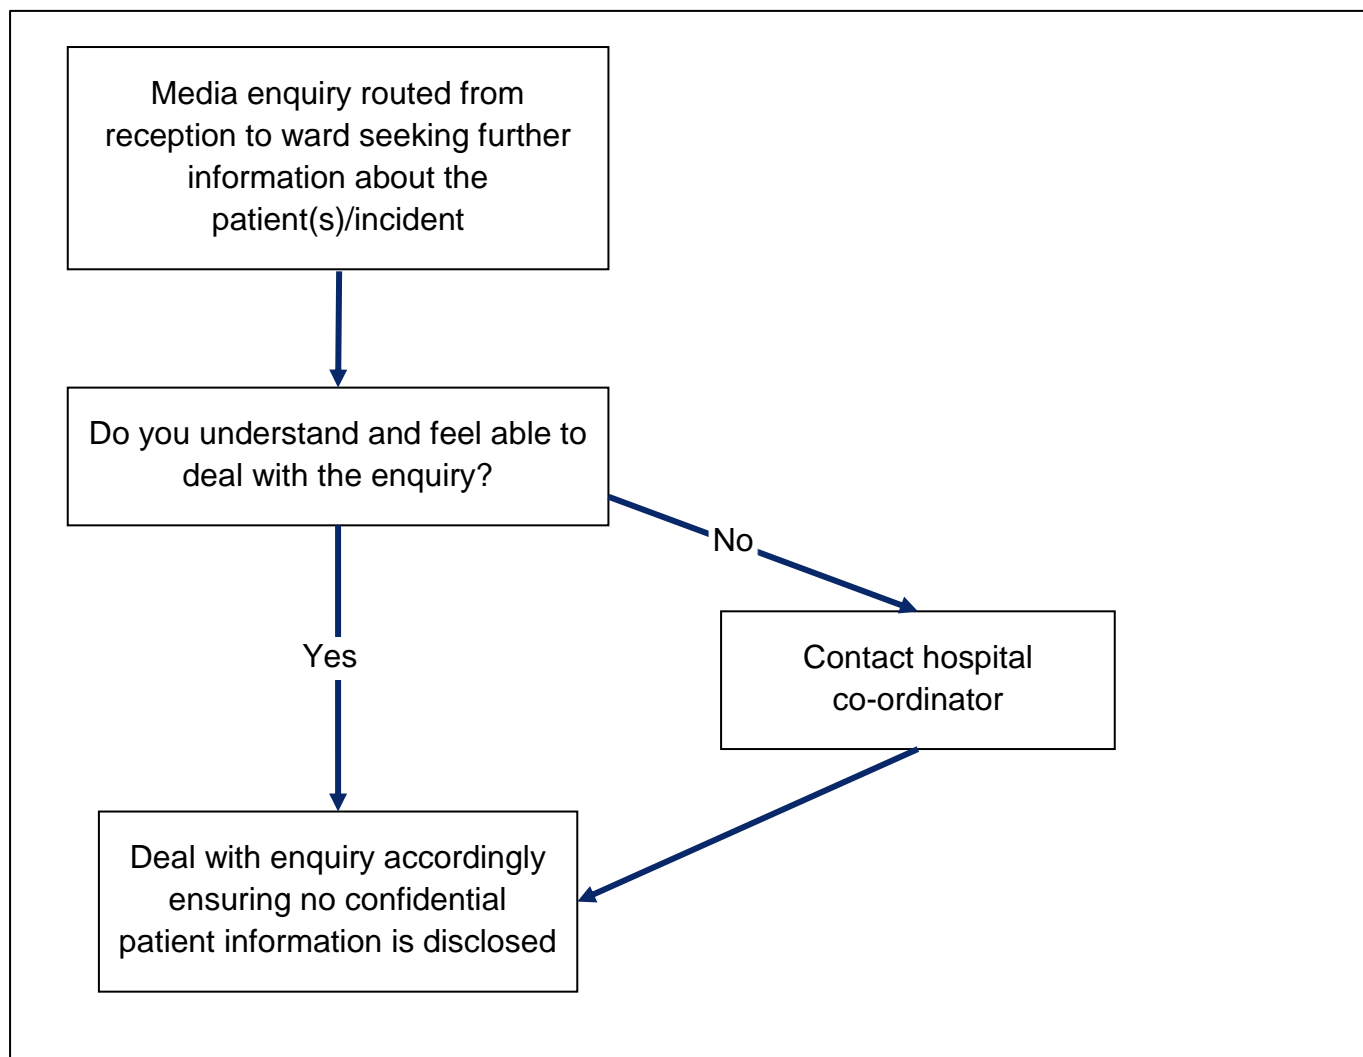 Media enquiry routed from
reception to ward seeking further
information about the
patient(s)/incident
Do you understand and feel able to
deal with the enquiry?
No
Yes
Contact hospital
co-ordinator
Deal with enquiry accordingly
ensuring no confidential
patient information is disclosed